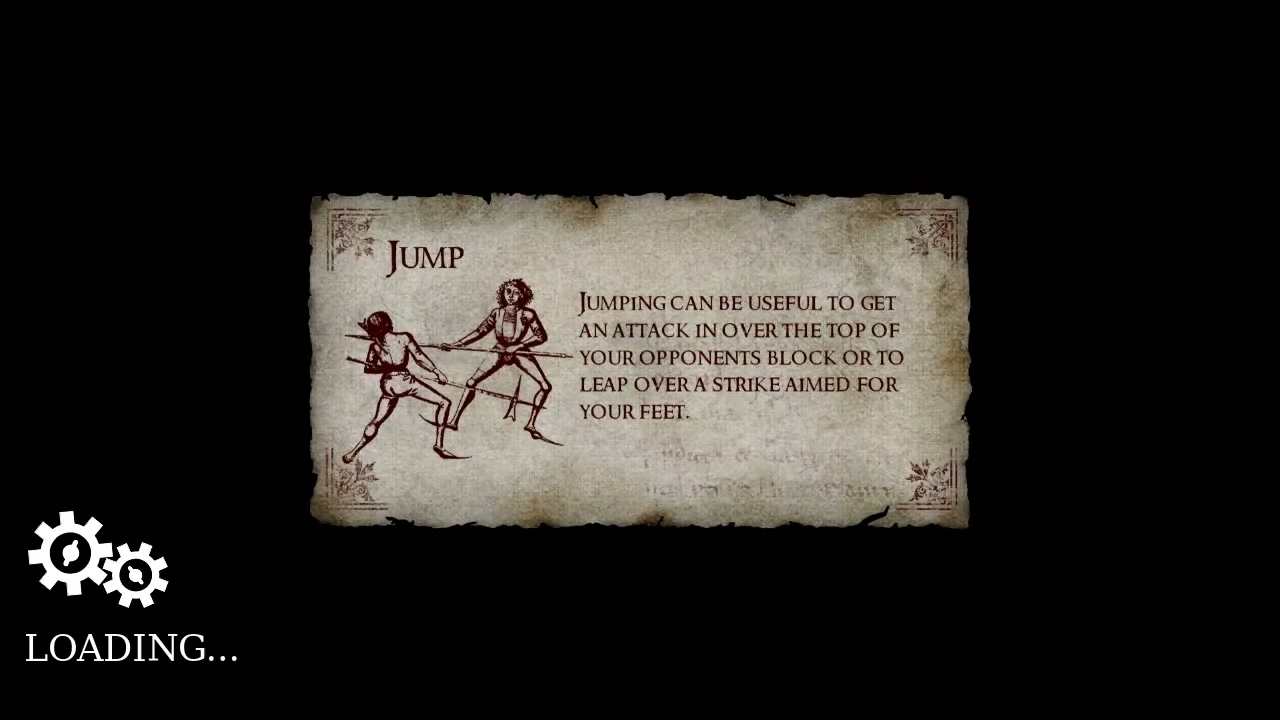 Jump
Jumping can be useful to get
an attack in over the top of
your opponents block or to
leap over a strike aimed for
your feet.
LOADING...